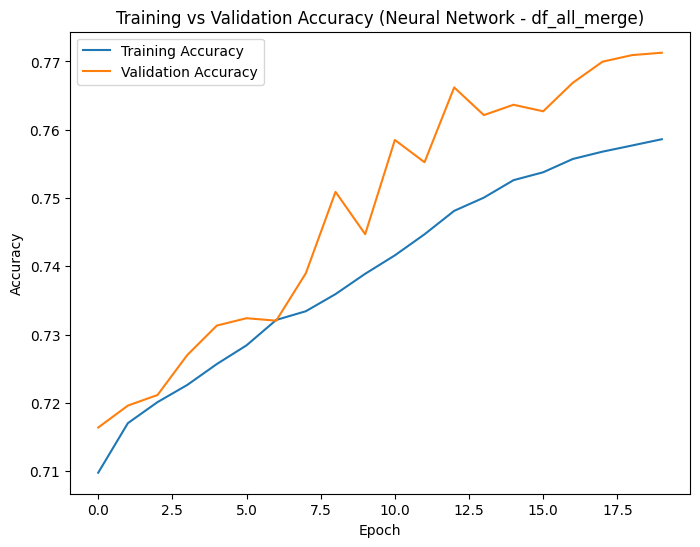 Training vs Validation Accuracy (Neural Network - df_all_merge)
Training Accuracy
Validation Accuracy
0.77
0.76
0.75
0.74
0.73
0.72
0.71
Accuracy
0.0 2.5 5.0 7.5 10.0 12.5 15.0 17.5
Epoch